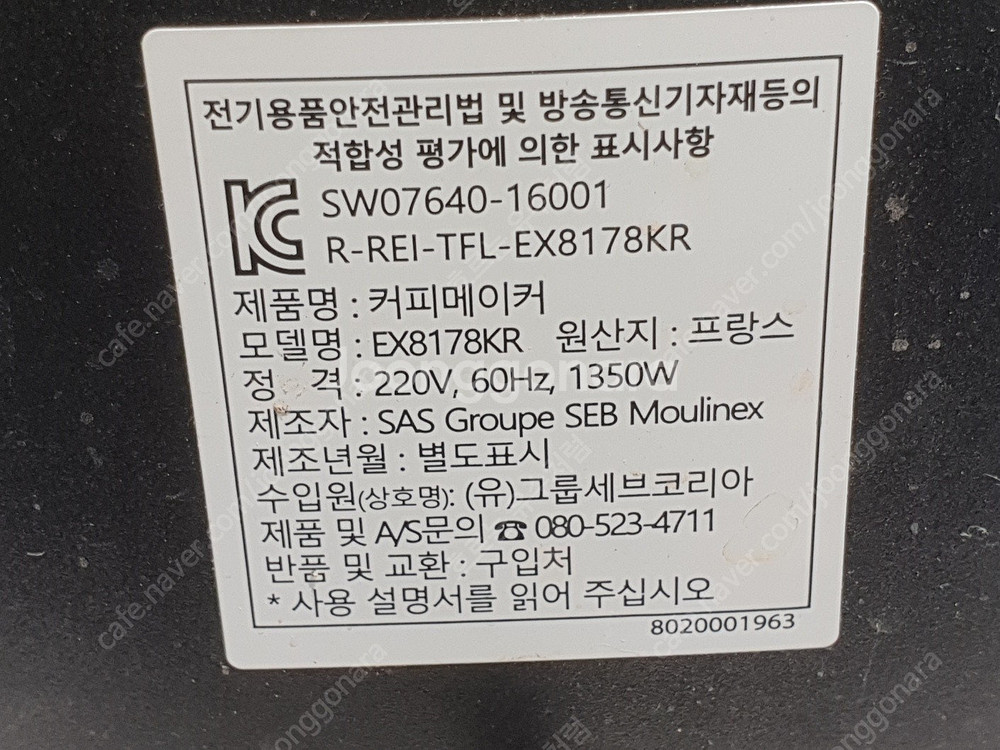 전기용품안전관리법 및 방송통신기자재등의
적합성 평가에 의한 표시사항
SW07640-16001
R-REI-TFL-EX8178KR
제품명 : 커피메이커
모델명 : EX8178KR 원산지 : 프랑스
정 격 : 220V, 60Hz, 1350W
제조자 : SAS Groupe SEB Moulinex
제조년월 : 별도표시
수입원(상호명): (유)그룹세브코리아
제품 및 A/S문의 ☎ 080-523-4711
반품 및 교환 : 구입처
* 사용 설명서를 읽어 주십시오
8020001963
cafe.naver.com/joonggonara
joonggonara